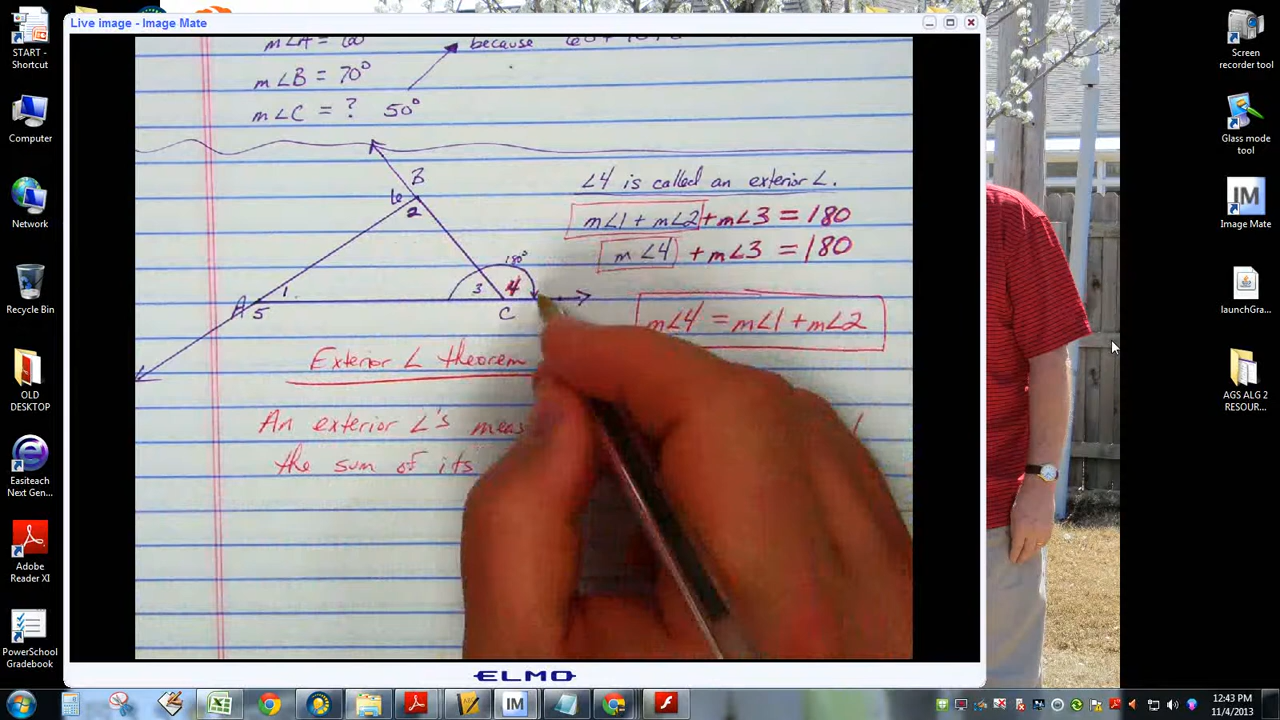 Live image - Image Mate
START - Shortcut
Computer
Network
Recycle Bin
OLD DESKTOP
Easiteach Next Gen...
Adobe Reader XI
PowerSchool Gradebook
m∠A = 60°
because
m∠B = 70°
m∠C = ? 50°
B
6
2
1
A
5
3
180°
4
C
∠4 is called an exterior ∠.
m∠1 + m∠2 + m∠3 = 180
m∠4 + m∠3 = 180
m∠4 = m∠1 + m∠2
Exterior ∠ theorem
An exterior ∠'s meas
the sum of its
ELMO
Screen recorder tool
Glass mode tool
IM
Image Mate
launchGra...
AGS ALG 2 RESOUR...
IM
12:43 PM
11/4/2013